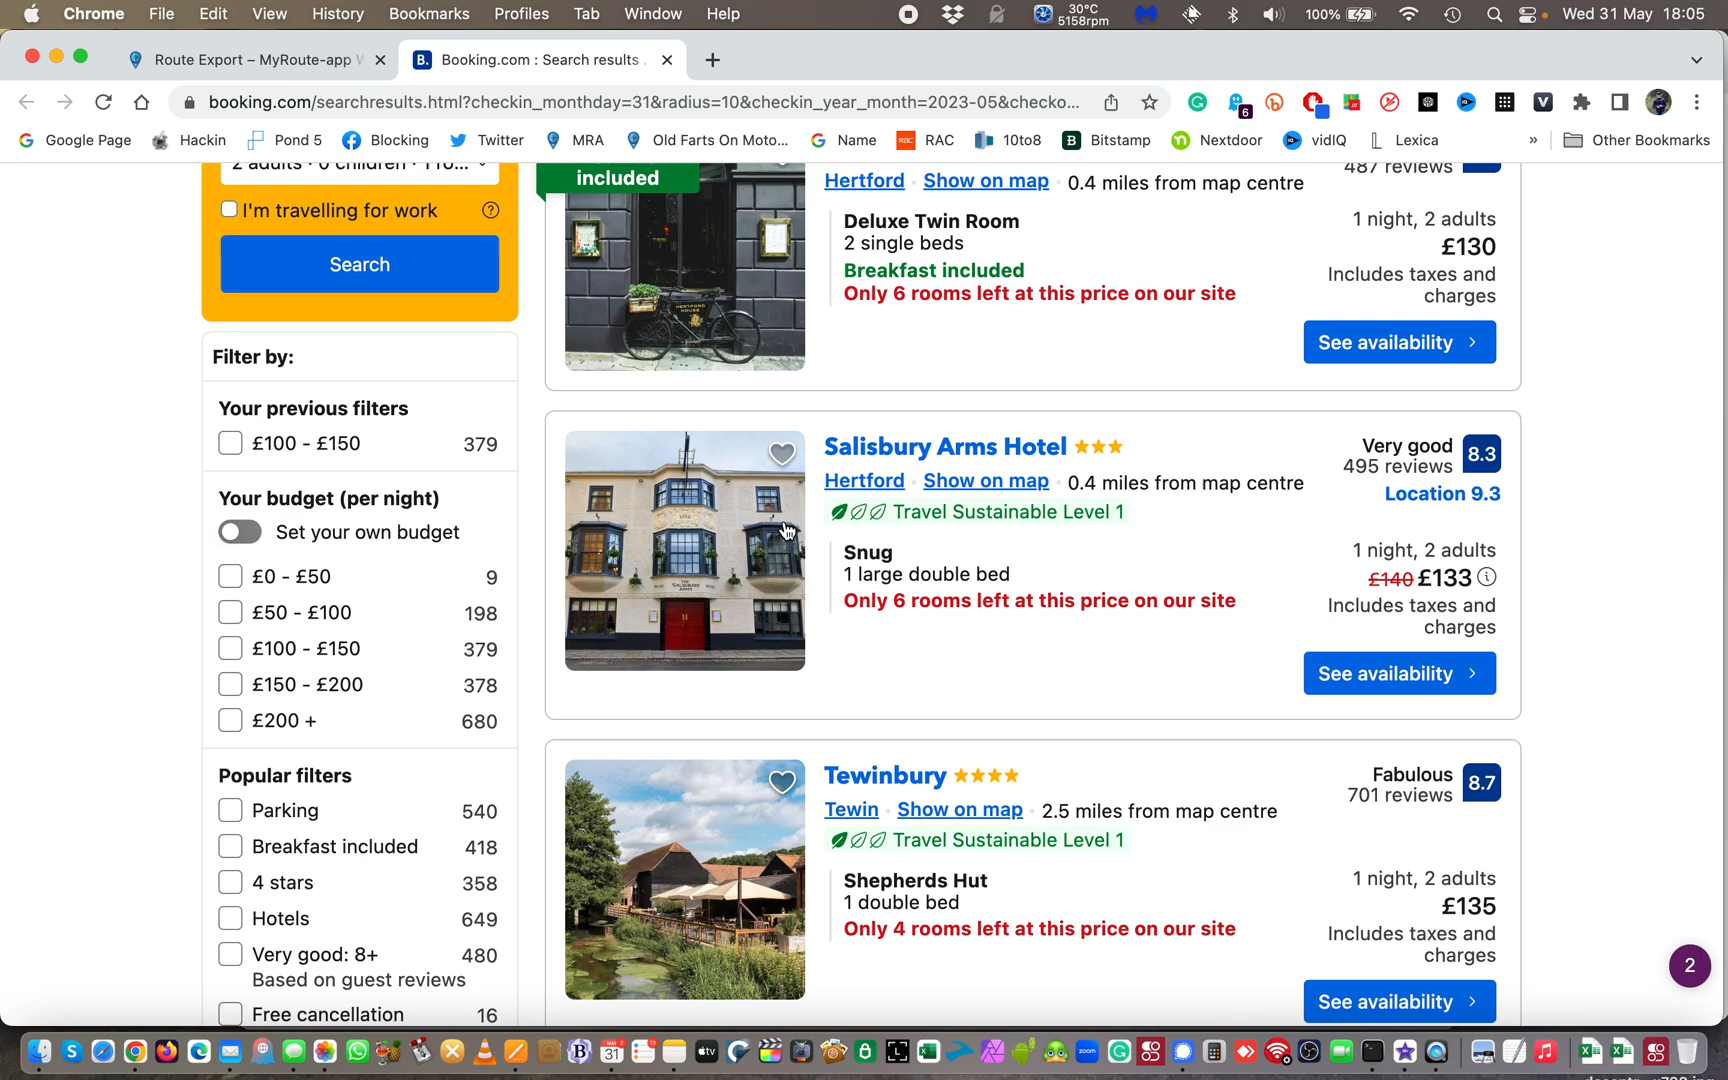 Chrome File Edit View History Bookmarks Profiles Tab Window Help 30°C 5158rpm 100% Wed 31 May 18:05
Route Export – MyRoute-app Booking.com : Search results
booking.com/searchresults.html?checkin_monthday=31&radius=10&checkin_year_month=2023-05&checko... 6
Google Page Hackin Pond 5 Blocking Twitter MRA Old Farts On Moto... Name RAC 10to8 Bitstamp Nextdoor vidIQ Lexica » Other Bookmarks
2 adults · 0 children ·
I'm travelling for work
Search
Filter by:
Your previous filters
£100 - £150 379
Your budget (per night)
Set your own budget
£0 - £50 9
£50 - £100 198
£100 - £150 379
£150 - £200 378
£200 + 680
Popular filters
Parking 540
Breakfast included 418
4 stars 358
Hotels 649
Very good: 8+ 480
Based on guest reviews
Free cancellation 16
included
487 reviews
Hertford Show on map 0.4 miles from map centre
Deluxe Twin Room
2 single beds
Breakfast included
Only 6 rooms left at this price on our site
1 night, 2 adults
£130
Includes taxes and
charges
See availability
HERTFORD
HOUSE
Salisbury Arms Hotel
Hertford Show on map 0.4 miles from map centre
Travel Sustainable Level 1
Snug
1 large double bed
Only 6 rooms left at this price on our site
Very good 8.3
495 reviews
Location 9.3
1 night, 2 adults
£140 £133
Includes taxes and
charges
See availability
Tewinbury
Tewin Show on map 2.5 miles from map centre
Travel Sustainable Level 1
Shepherds Hut
1 double bed
Only 4 rooms left at this price on our site
Fabulous 8.7
701 reviews
1 night, 2 adults
£135
Includes taxes and
charges
See availability
2